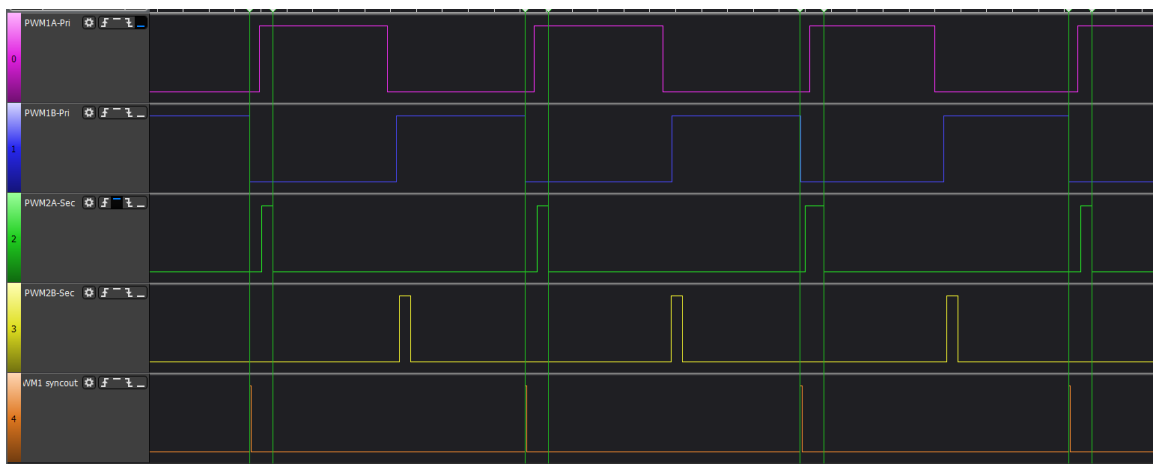 PWM1A-Pri
0
PWM1B-Pri
1
PWM2A-Sec
2
PWM2B-Sec
3
WM1 syncout
4